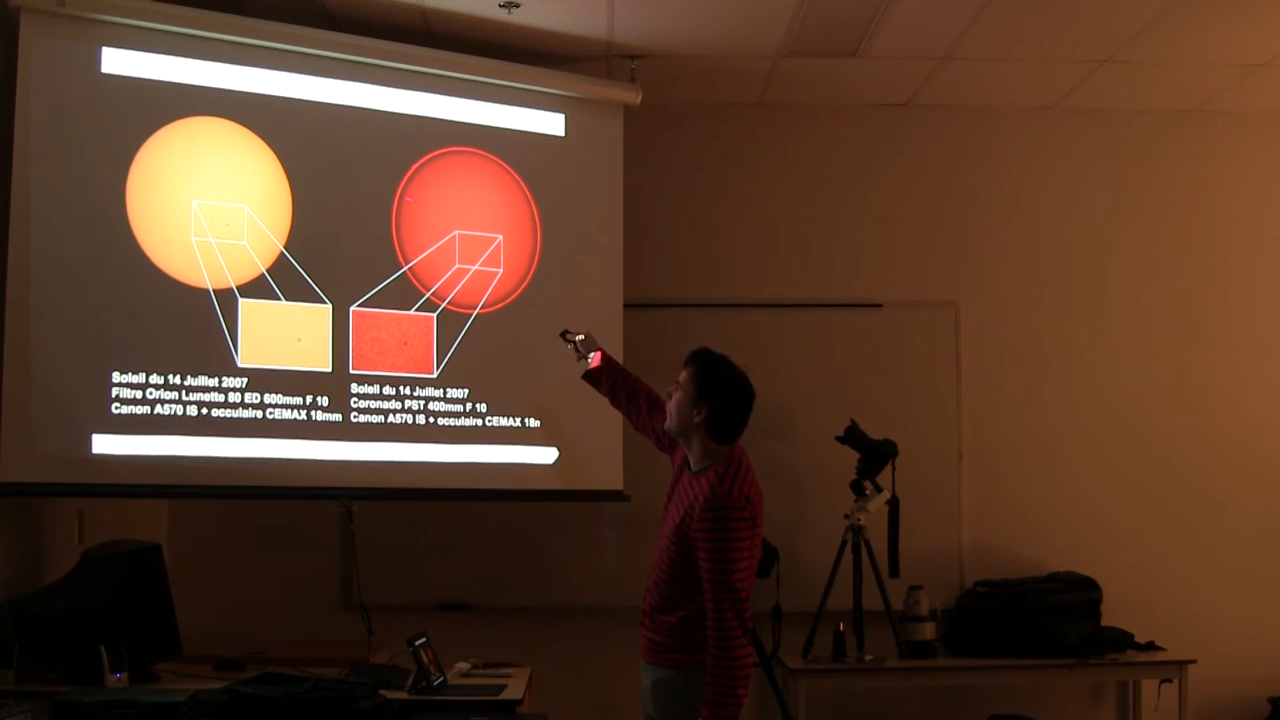 Soleil du 14 Juillet 2007
Filtre Orion Lunette 80 ED 600mm F 10
Canon A570 IS + occulaire CEMAX 18mm
Soleil du 14 Juillet 2007
Coronado PST 400mm F 10
Canon A570 IS + occulaire CEMAX 18n